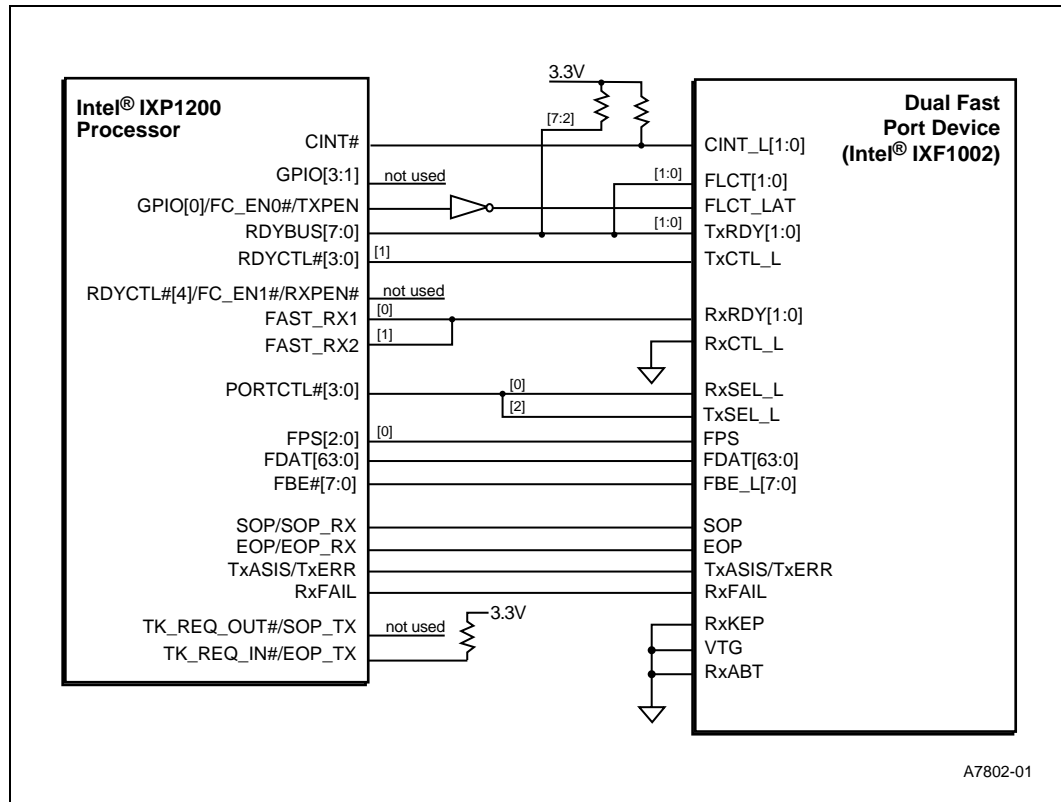 3.3V
Intel® IXP1200
Processor
Dual Fast
Port Device
(Intel® IXF1002)
[7:2]
CINT#
CINT_L[1:0]
GPIO[3:1]
not used
[1:0]
FLCT[1:0]
GPIO[0]/FC_EN0#/TXPEN
FLCT_LAT
RDYBUS[7:0]
[1:0]
TxRDY[1:0]
RDYCTL#[3:0]
[1]
TxCTL_L
RDYCTL#[4]/FC_EN1#/RXPEN#
not used
FAST_RX1
[0]
RxRDY[1:0]
FAST_RX2
[1]
RxCTL_L
PORTCTL#[3:0]
[0]
RxSEL_L
[2]
TxSEL_L
FPS[2:0]
[0]
FPS
FDAT[63:0]
FDAT[63:0]
FBE#[7:0]
FBE_L[7:0]
SOP/SOP_RX
SOP
EOP/EOP_RX
EOP
TxASIS/TxERR
TxASIS/TxERR
RxFAIL
RxFAIL
3.3V
TK_REQ_OUT#/SOP_TX
not used
RxKEP
TK_REQ_IN#/EOP_TX
VTG
RxABT
A7802-01